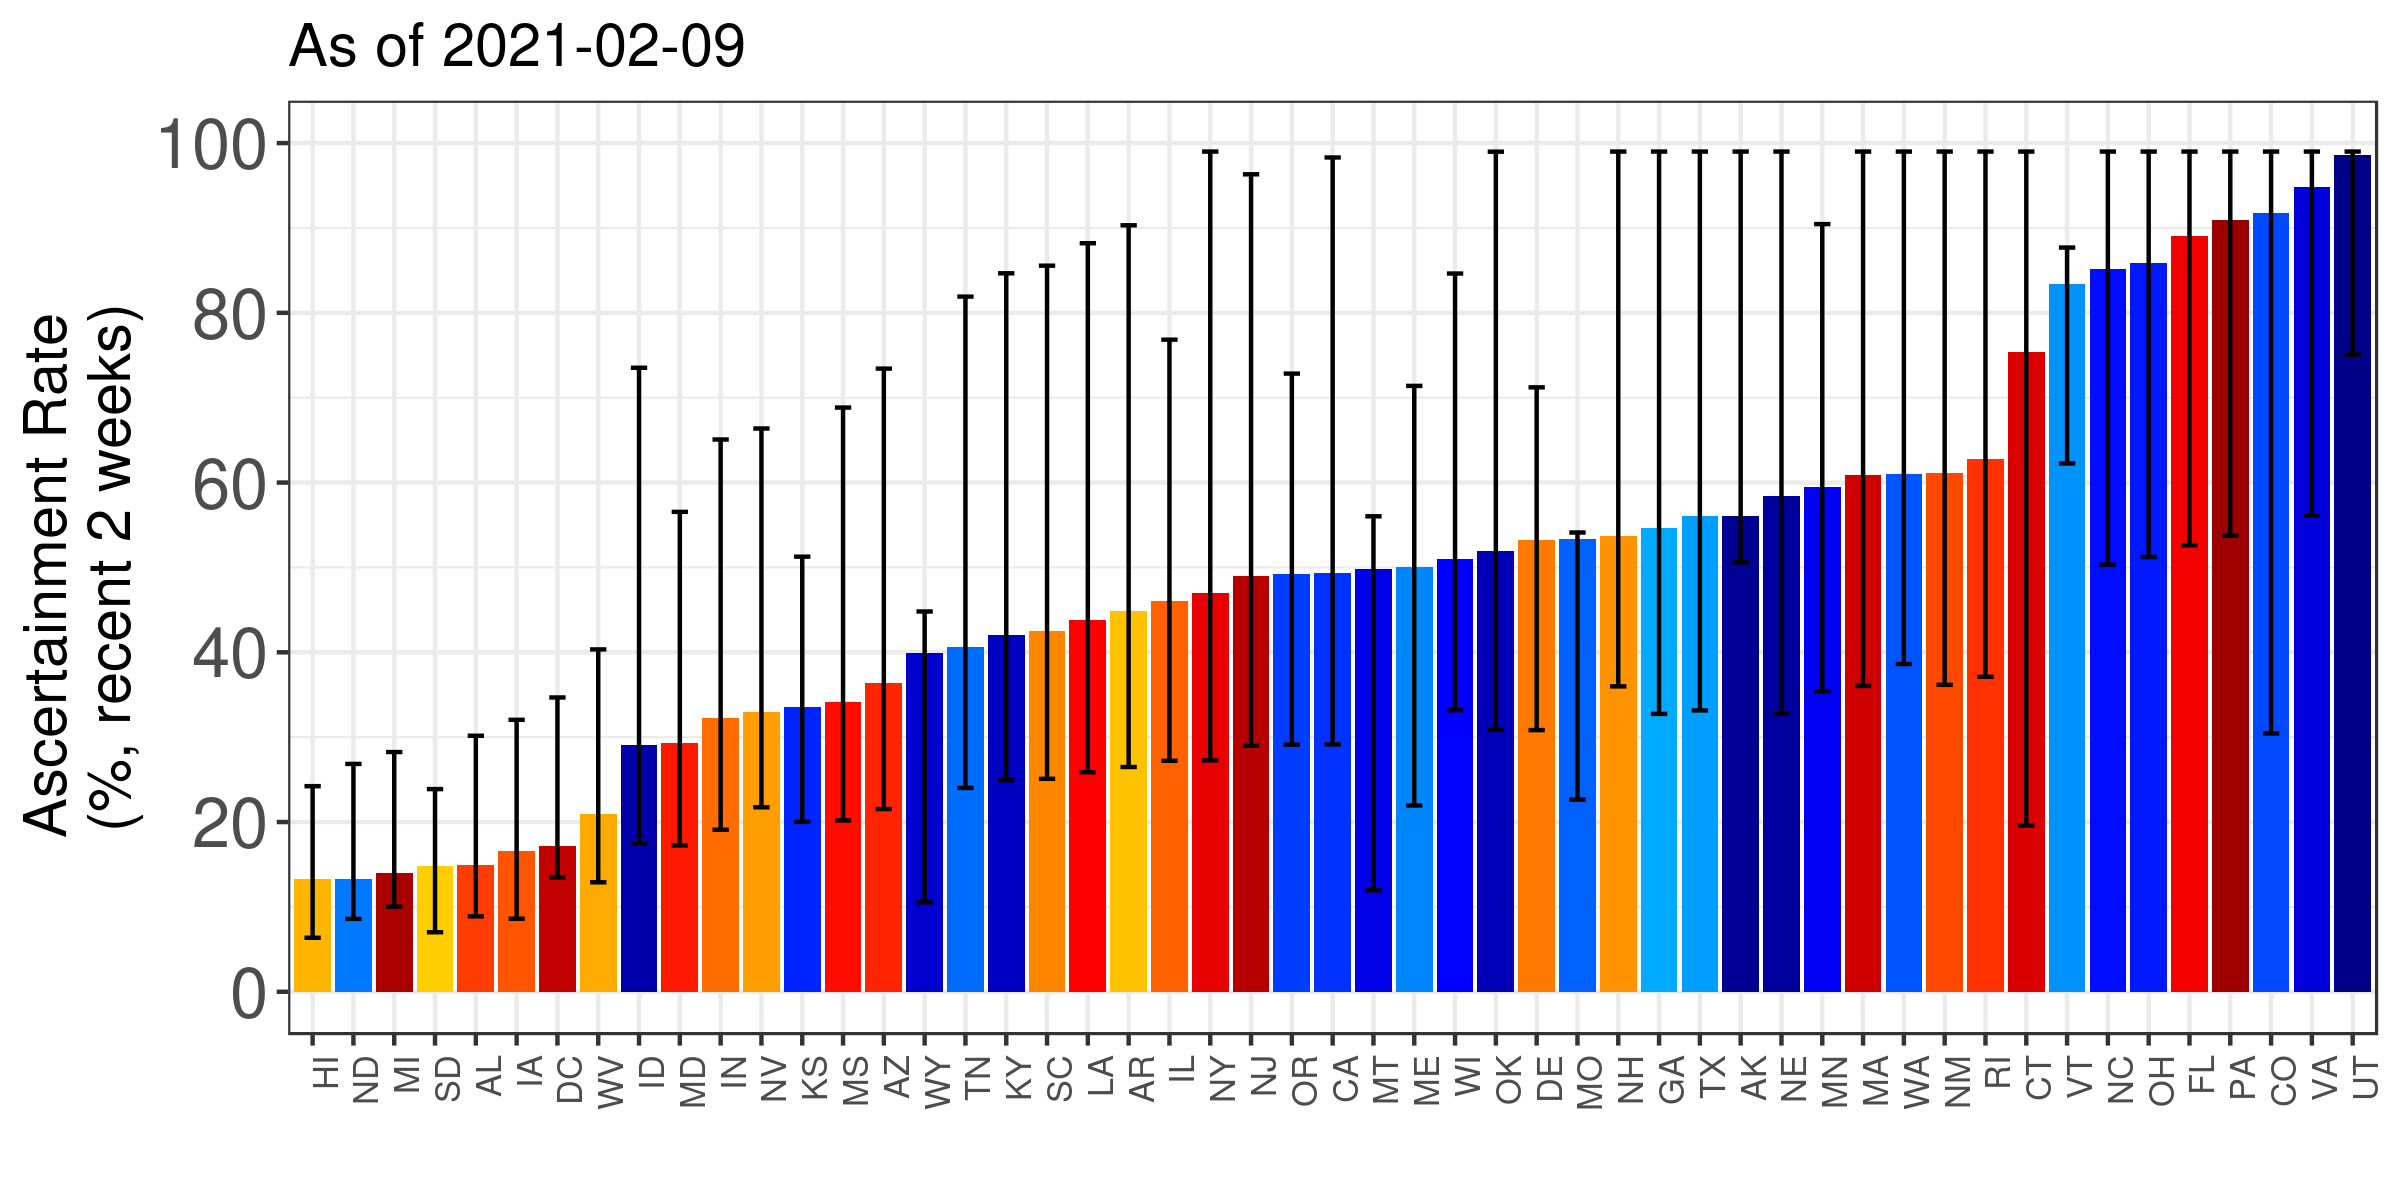 As of 2021-02-09
Ascertainment Rate
(%, recent 2 weeks)
100
80
60
40
20
0
HI ND MI SD AL IA DC WV ID MD IN NV KS MS AZ WY TN KY SC LA AR IL NY NJ OR CA MT ME WI OK DE MO NH GA TX AK NE MN MA WA NM RI CT VT NC OH FL PA CO VA UT